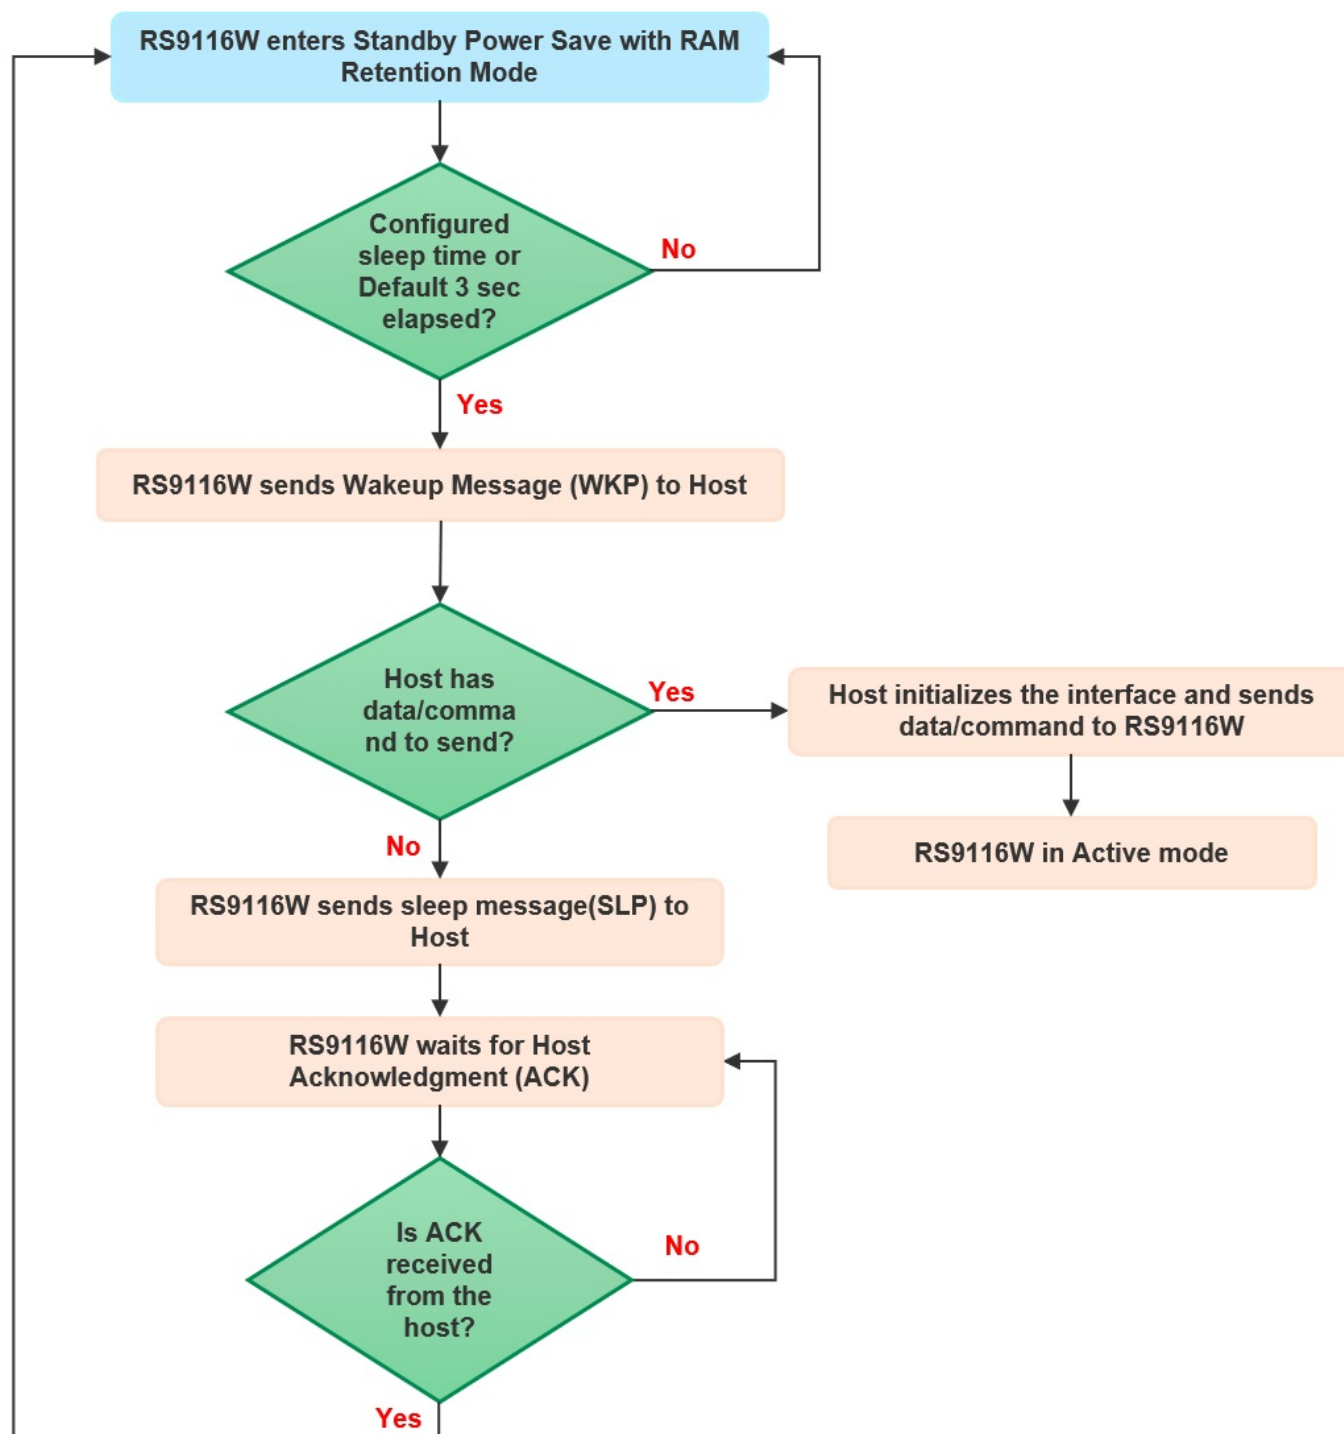 RS9116W enters Standby Power Save with RAM
Retention Mode
Configured
sleep time or
Default 3 sec
elapsed?
No
Yes
RS9116W sends Wakeup Message (WKP) to Host
Host has
data/comma
nd to send?
Yes
Host initializes the interface and sends
data/command to RS9116W
RS9116W in Active mode
No
RS9116W sends sleep message(SLP) to
Host
RS9116W waits for Host
Acknowledgment (ACK)
Is ACK
received
from the
host?
No
Yes